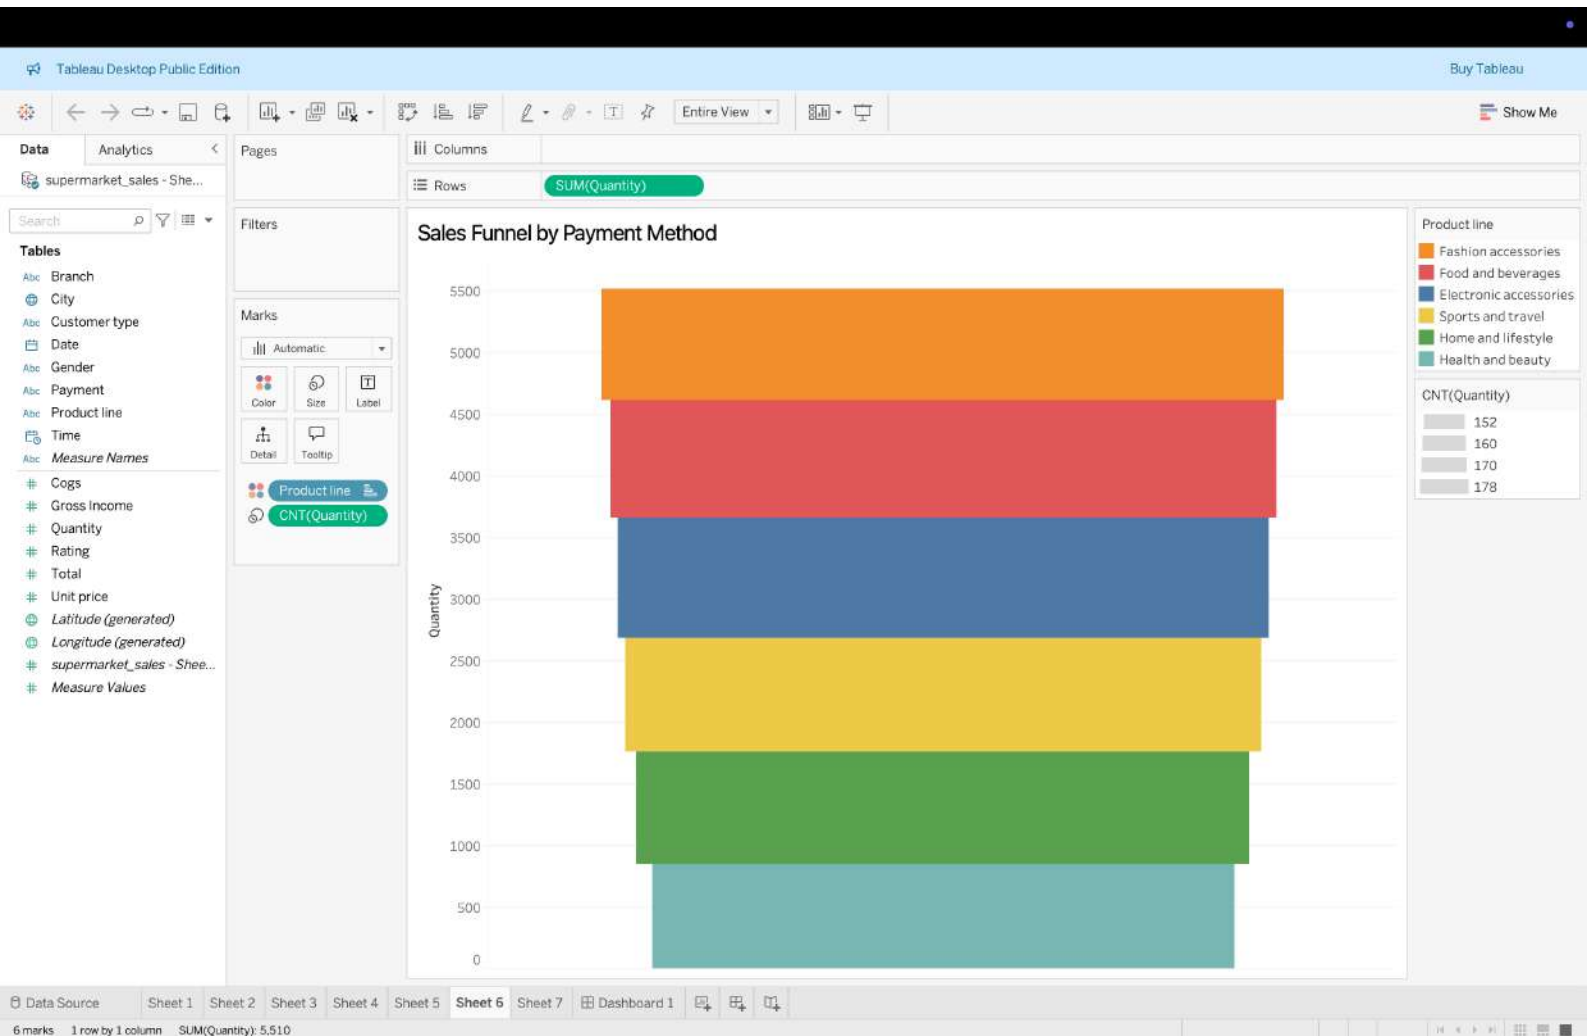 Tableau Desktop Public Edition
Buy Tableau
Entire View
Show Me
Data
Analytics
supermarket_sales - She...
Search
Tables
Abc Branch
City
Abc Customer type
Date
Abc Gender
Abc Payment
Abc Product line
Time
Abc Measure Names
# Cogs
# Gross Income
# Quantity
# Rating
# Total
# Unit price
Latitude (generated)
Longitude (generated)
# supermarket_sales - Shee...
# Measure Values
Pages
Filters
Marks
Automatic
Color
Size
Label
Detail
Tooltip
Product line
CNT(Quantity)
Columns
Rows
SUM(Quantity)
Sales Funnel by Payment Method
5500
5000
4500
4000
3500
3000
2500
2000
1500
1000
500
0
Quantity
Product line
Fashion accessories
Food and beverages
Electronic accessories
Sports and travel
Home and lifestyle
Health and beauty
CNT(Quantity)
152
160
170
178
Data Source
Sheet 1
Sheet 2
Sheet 3
Sheet 4
Sheet 5
Sheet 6
Sheet 7
Dashboard 1
6 marks
1 row by 1 column
SUM(Quantity): 5,510